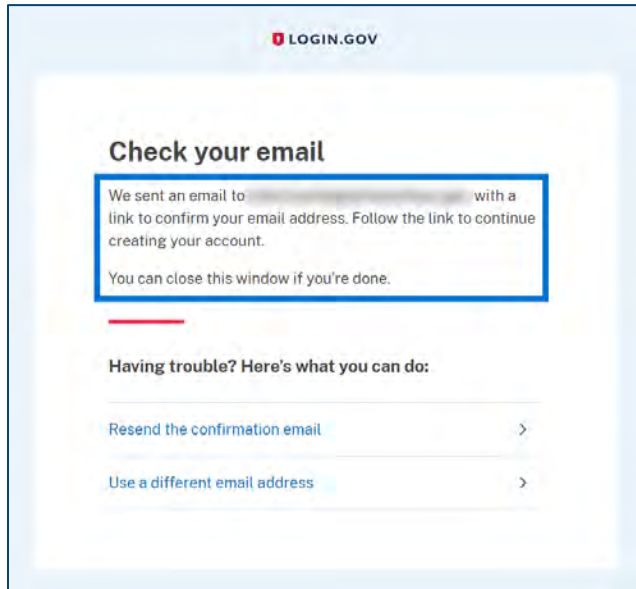 LOGIN.GOV
Check your email
We sent an email to with a
link to confirm your email address. Follow the link to continue
creating your account.
You can close this window if you're done.
Having trouble? Here's what you can do:
Resend the confirmation email
Use a different email address